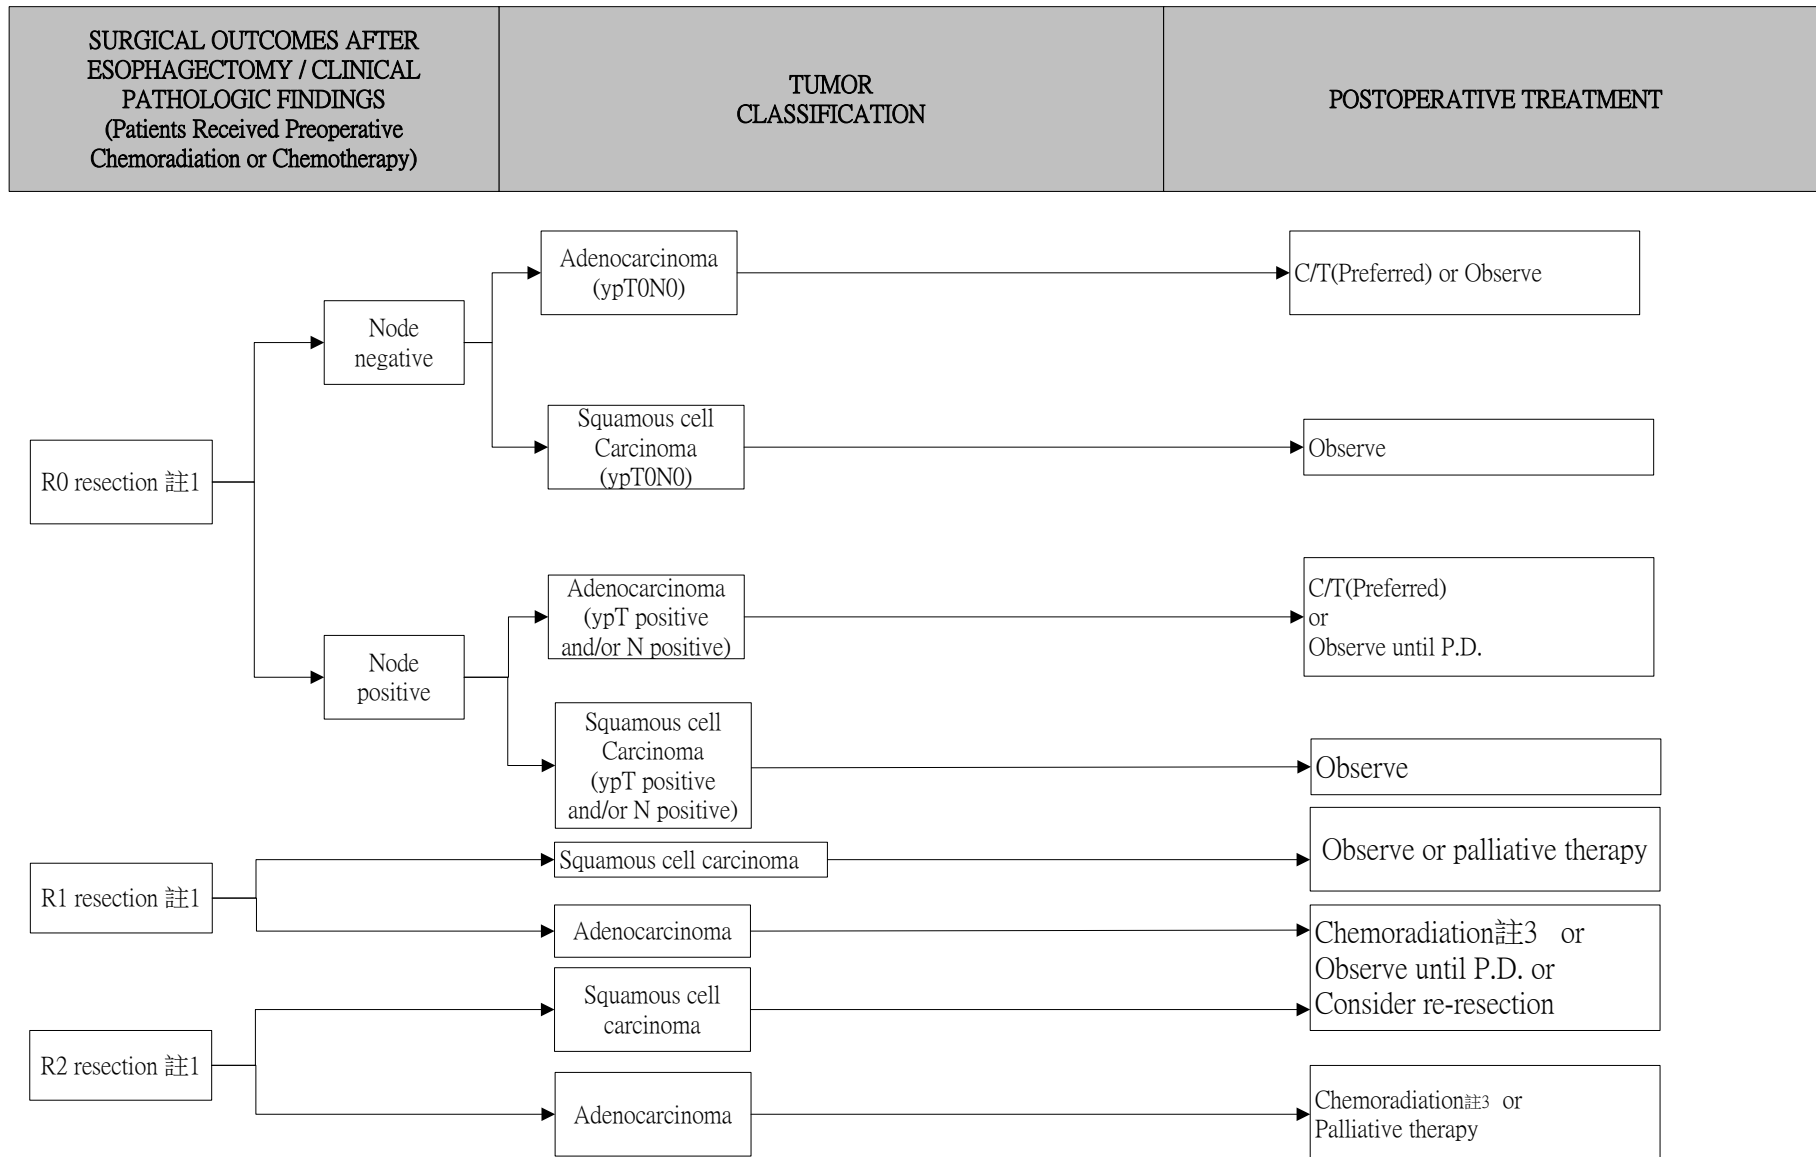 SURGICAL OUTCOMES AFTER
ESOPHAGECTOMY / CLINICAL
PATHOLOGIC FINDINGS
(Patients Received Preoperative
Chemoradiation or Chemotherapy)
TUMOR
CLASSIFICATION
POSTOPERATIVE TREATMENT
R0 resection 註1
Node
negative
Adenocarcinoma
(ypT0N0)
C/T(Preferred) or Observe
Squamous cell
Carcinoma
(ypT0N0)
Observe
Node
positive
Adenocarcinoma
(ypT positive
and/or N positive)
C/T(Preferred)
or
Observe until P.D.
Squamous cell
Carcinoma
(ypT positive
and/or N positive)
Observe
R1 resection 註1
Squamous cell carcinoma
Observe or palliative therapy
Adenocarcinoma
Chemoradiation註3 or
Observe until P.D. or
Consider re-resection
R2 resection 註1
Squamous cell
carcinoma
Adenocarcinoma
Chemoradiation註3 or
Palliative therapy